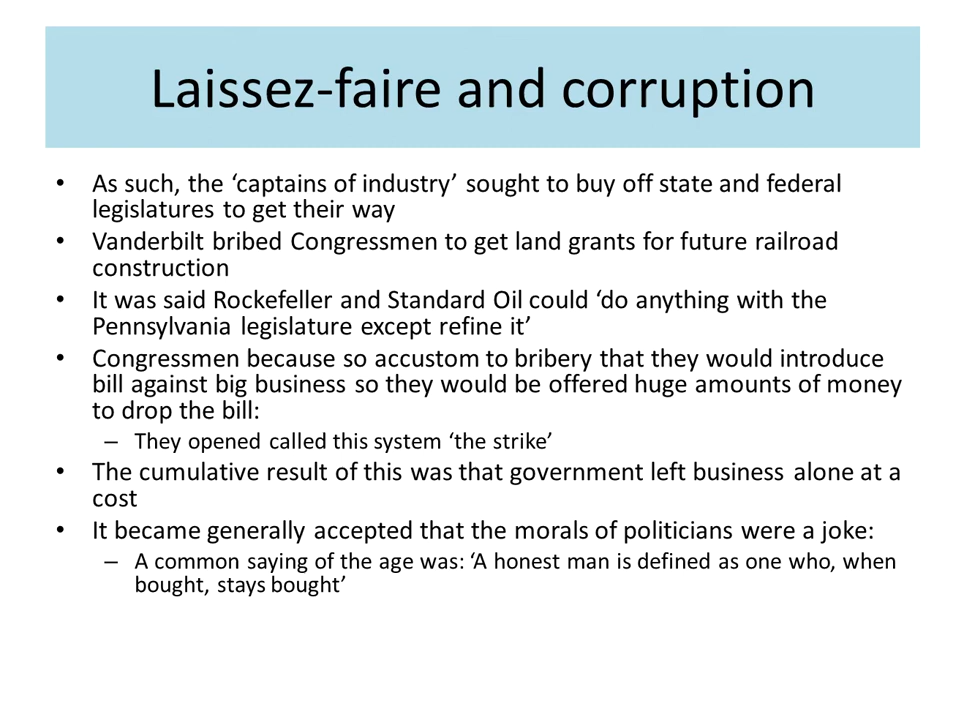 Laissez-faire and corruption
• As such, the ‘captains of industry’ sought to buy off state and federal
legislatures to get their way
• Vanderbilt bribed Congressmen to get land grants for future railroad
construction
• It was said Rockefeller and Standard Oil could ‘do anything with the
Pennsylvania legislature except refine it’
• Congressmen because so accustom to bribery that they would introduce
bill against big business so they would be offered huge amounts of money
to drop the bill:
– They opened called this system ‘the strike’
• The cumulative result of this was that government left business alone at a
cost
• It became generally accepted that the morals of politicians were a joke:
– A common saying of the age was: ‘A honest man is defined as one who, when
bought, stays bought’